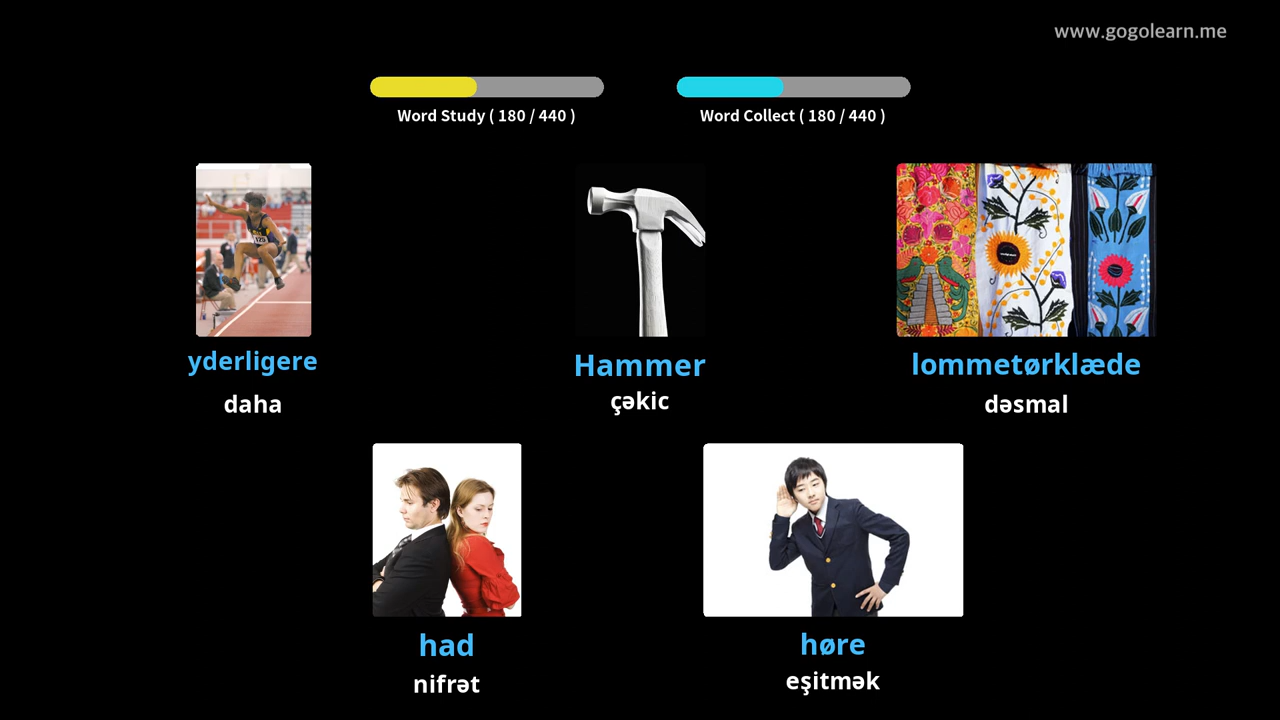 www.gogolearn.me
Word Study ( 180 / 440 )
Word Collect ( 180 / 440 )
yderligere
daha
Hammer
çəkic
lommetørklæde
dəsmal
had
nifrət
høre
eşitmək